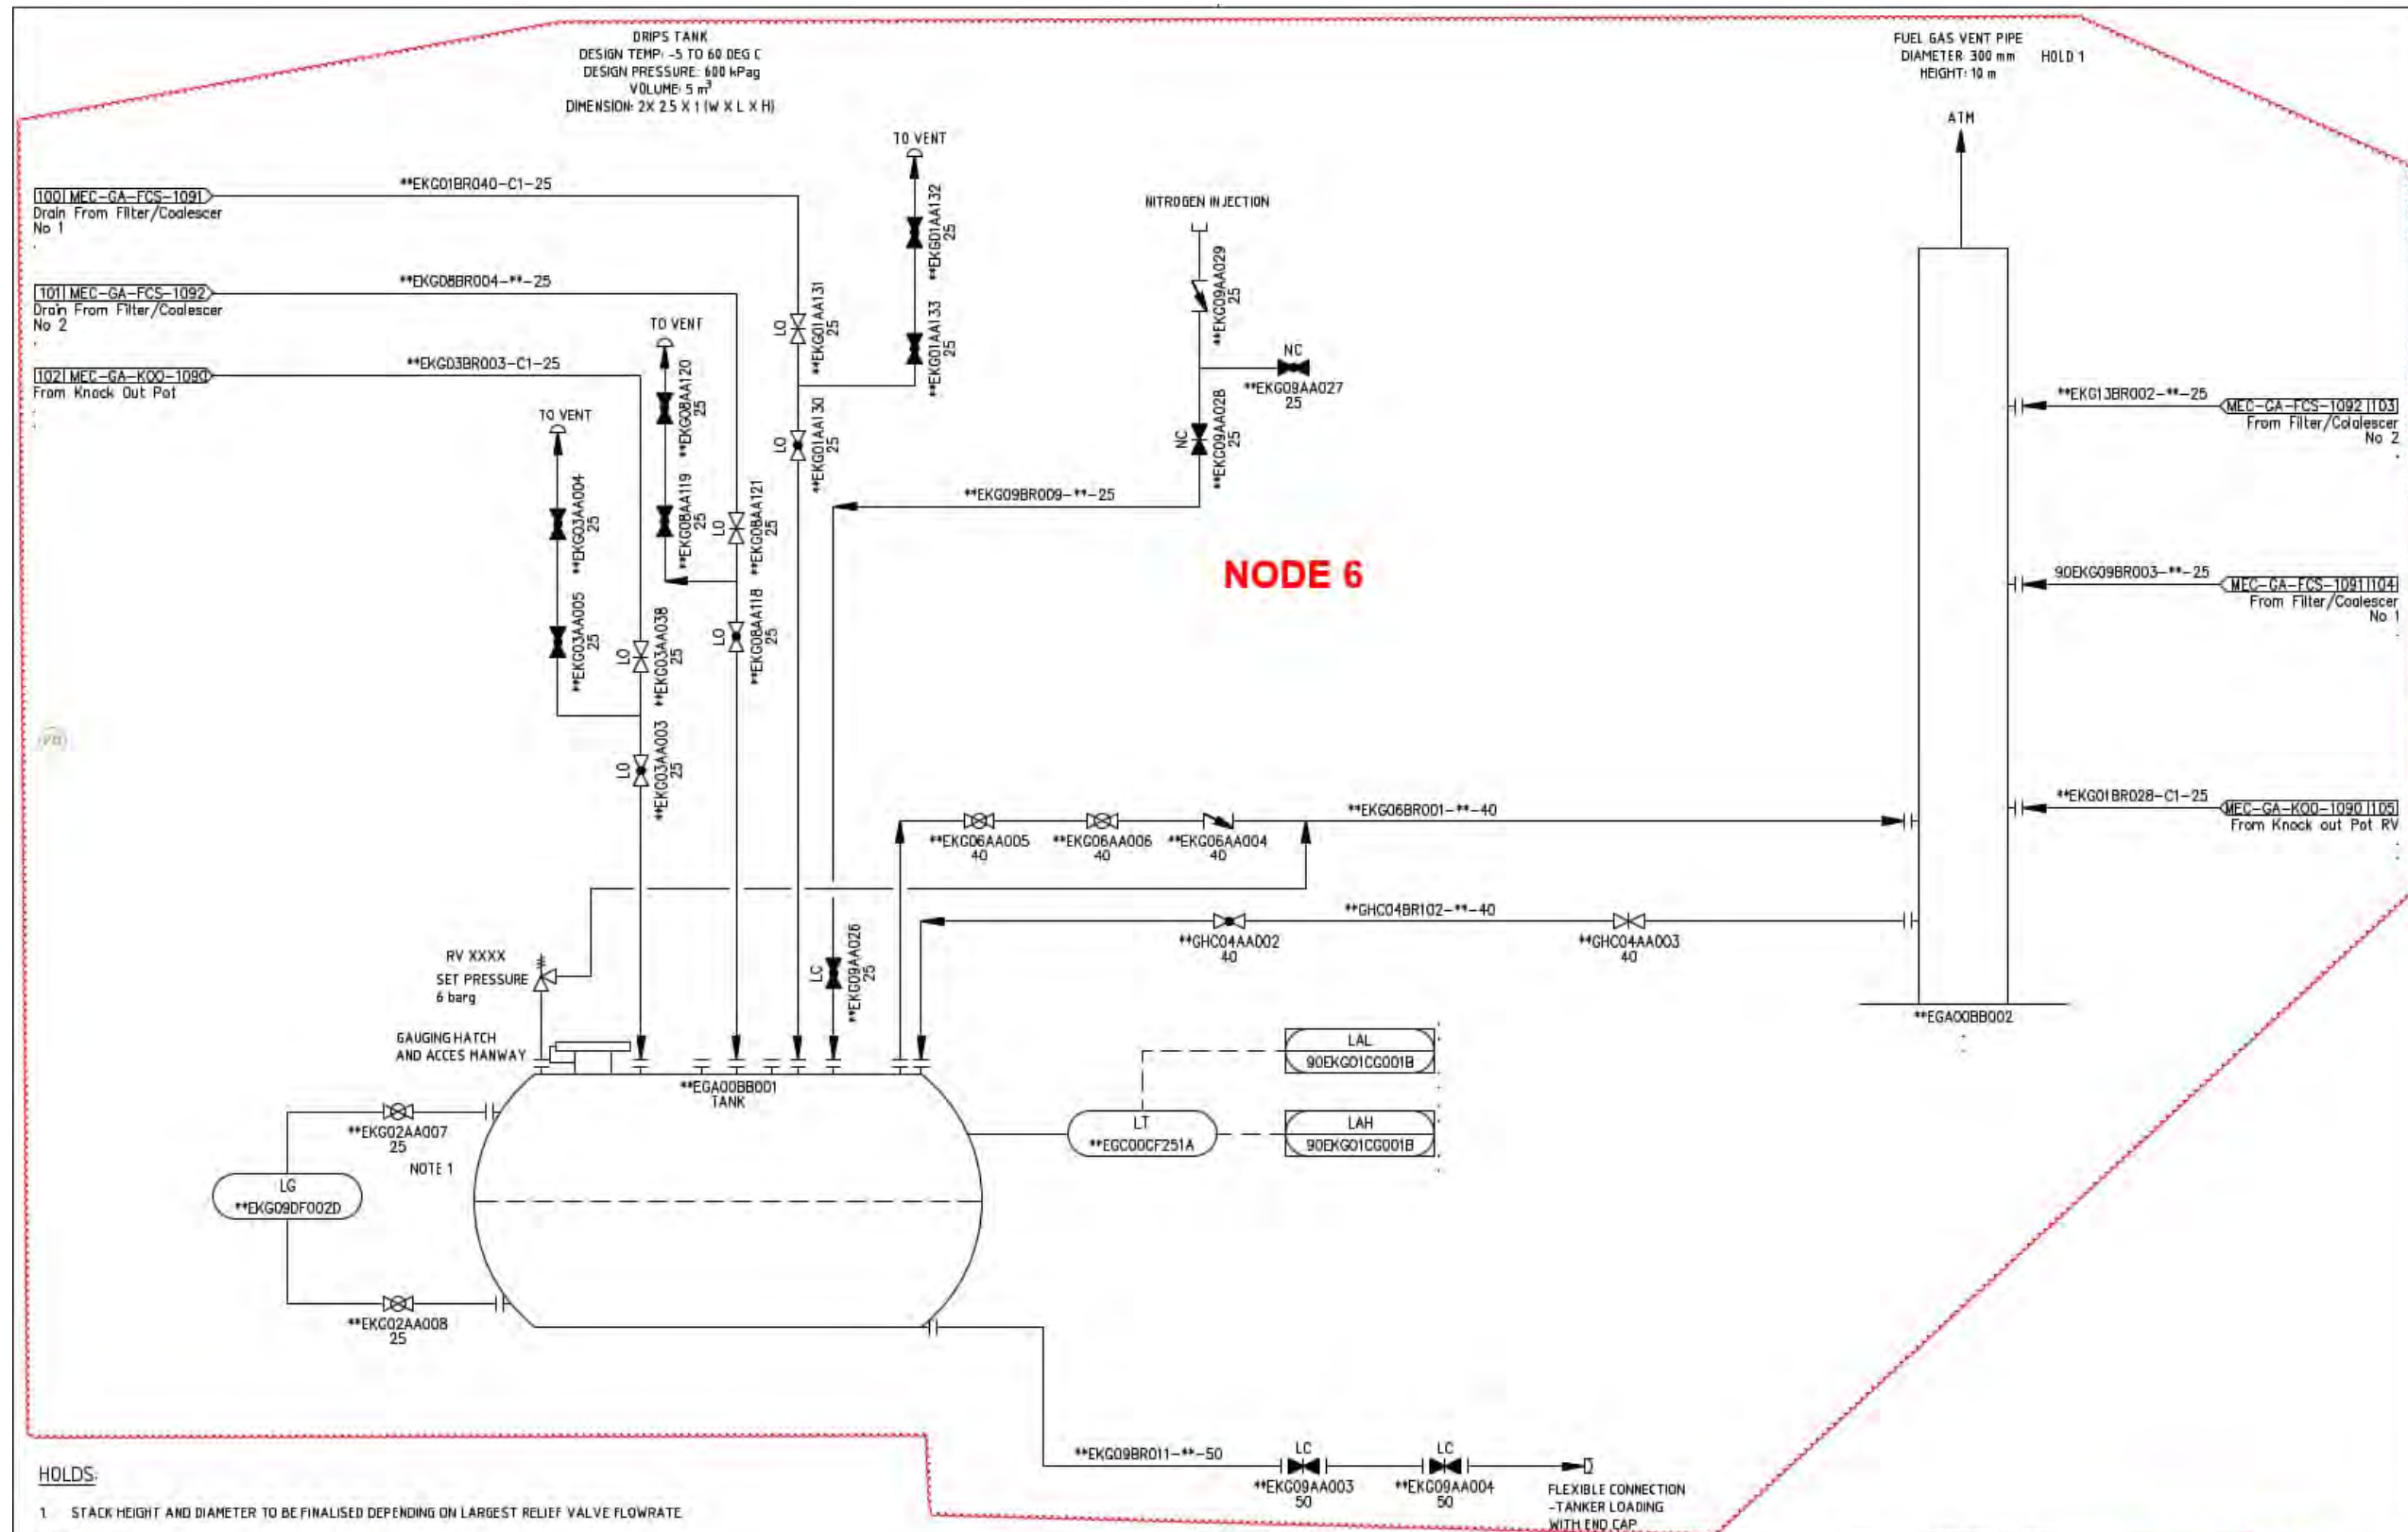 DRIPS TANK
DESIGN TEMP: -5 TO 60 DEG C
DESIGN PRESSURE: 600 kPag
VOLUME: 5 m³
DIMENSION: 2X 2.5 X 1 (W X L X H)
FUEL GAS VENT PIPE
DIAMETER: 300 mm HOLD 1
HEIGHT: 10 m
ATM
TO VENT
**EKG01AA132
25
**EKG01AA133
25
NITROGEN INJECTION
**EKG09AA029
25
NC
**EKG09AA027
25
NC
**EKG09AA028
25
**EKG09BR009-**-25
100 MEC-GA-FCS-1091
Drain From Filter/Coalescer
No 1
**EKG01BR040-C1-25
101 MEC-GA-FCS-1092
Drain From Filter/Coalescer
No 2
**EKG08BR004-**-25
102 MEC-GA-KOO-1090
From Knock Out Pot
**EKG03BR003-C1-25
LO
**EKG01AA131
25
LO
**EKG01AA130
25
TO VENT
**EKG08AA120
25
**EKG08AA119
25
LO
**EKG08AA121
25
LO
**EKG08AA118
25
TO VENT
**EKG03AA004
25
**EKG03AA005
25
LO
**EKG03AA038
25
LO
**EKG03AA003
25
NODE 6
**EKG13BR002-**-25
MEC-GA-FCS-1092 103
From Filter/Colalescer
No 2
90EKG09BR003-**-25
MEC-GA-FCS-1091 104
From Filter/Coalescer
No 1
**EKG01BR028-C1-25
MEC-GA-KOO-1090 105
From Knock out Pot RV
**EKG06AA005
40
**EKG06AA006
40
**EKG06AA004
40
**EKG06BR001-**-40
**GHC04BR102-**-40
**GHC04AA002
40
**GHC04AA003
40
LC
**EKG09AA026
25
RV XXXX
SET PRESSURE
6 barg
GAUGING HATCH
AND ACCES MANWAY
**EGA00BB001
TANK
**EGA00BB002
LAL
90EKG01CG001B
LT
**EGC00CF251A
LAH
90EKG01CG001B
**EKG02AA007
25
NOTE 1
LG
**EKG09DF002D
**EKG02AA008
25
**EKG09BR011-**-50
LC
**EKG09AA003
50
LC
**EKG09AA004
50
FLEXIBLE CONNECTION
-TANKER LOADING
WITH END CAP
HOLDS:
1 STACK HEIGHT AND DIAMETER TO BE FINALISED DEPENDING ON LARGEST RELIEF VALVE FLOWRATE